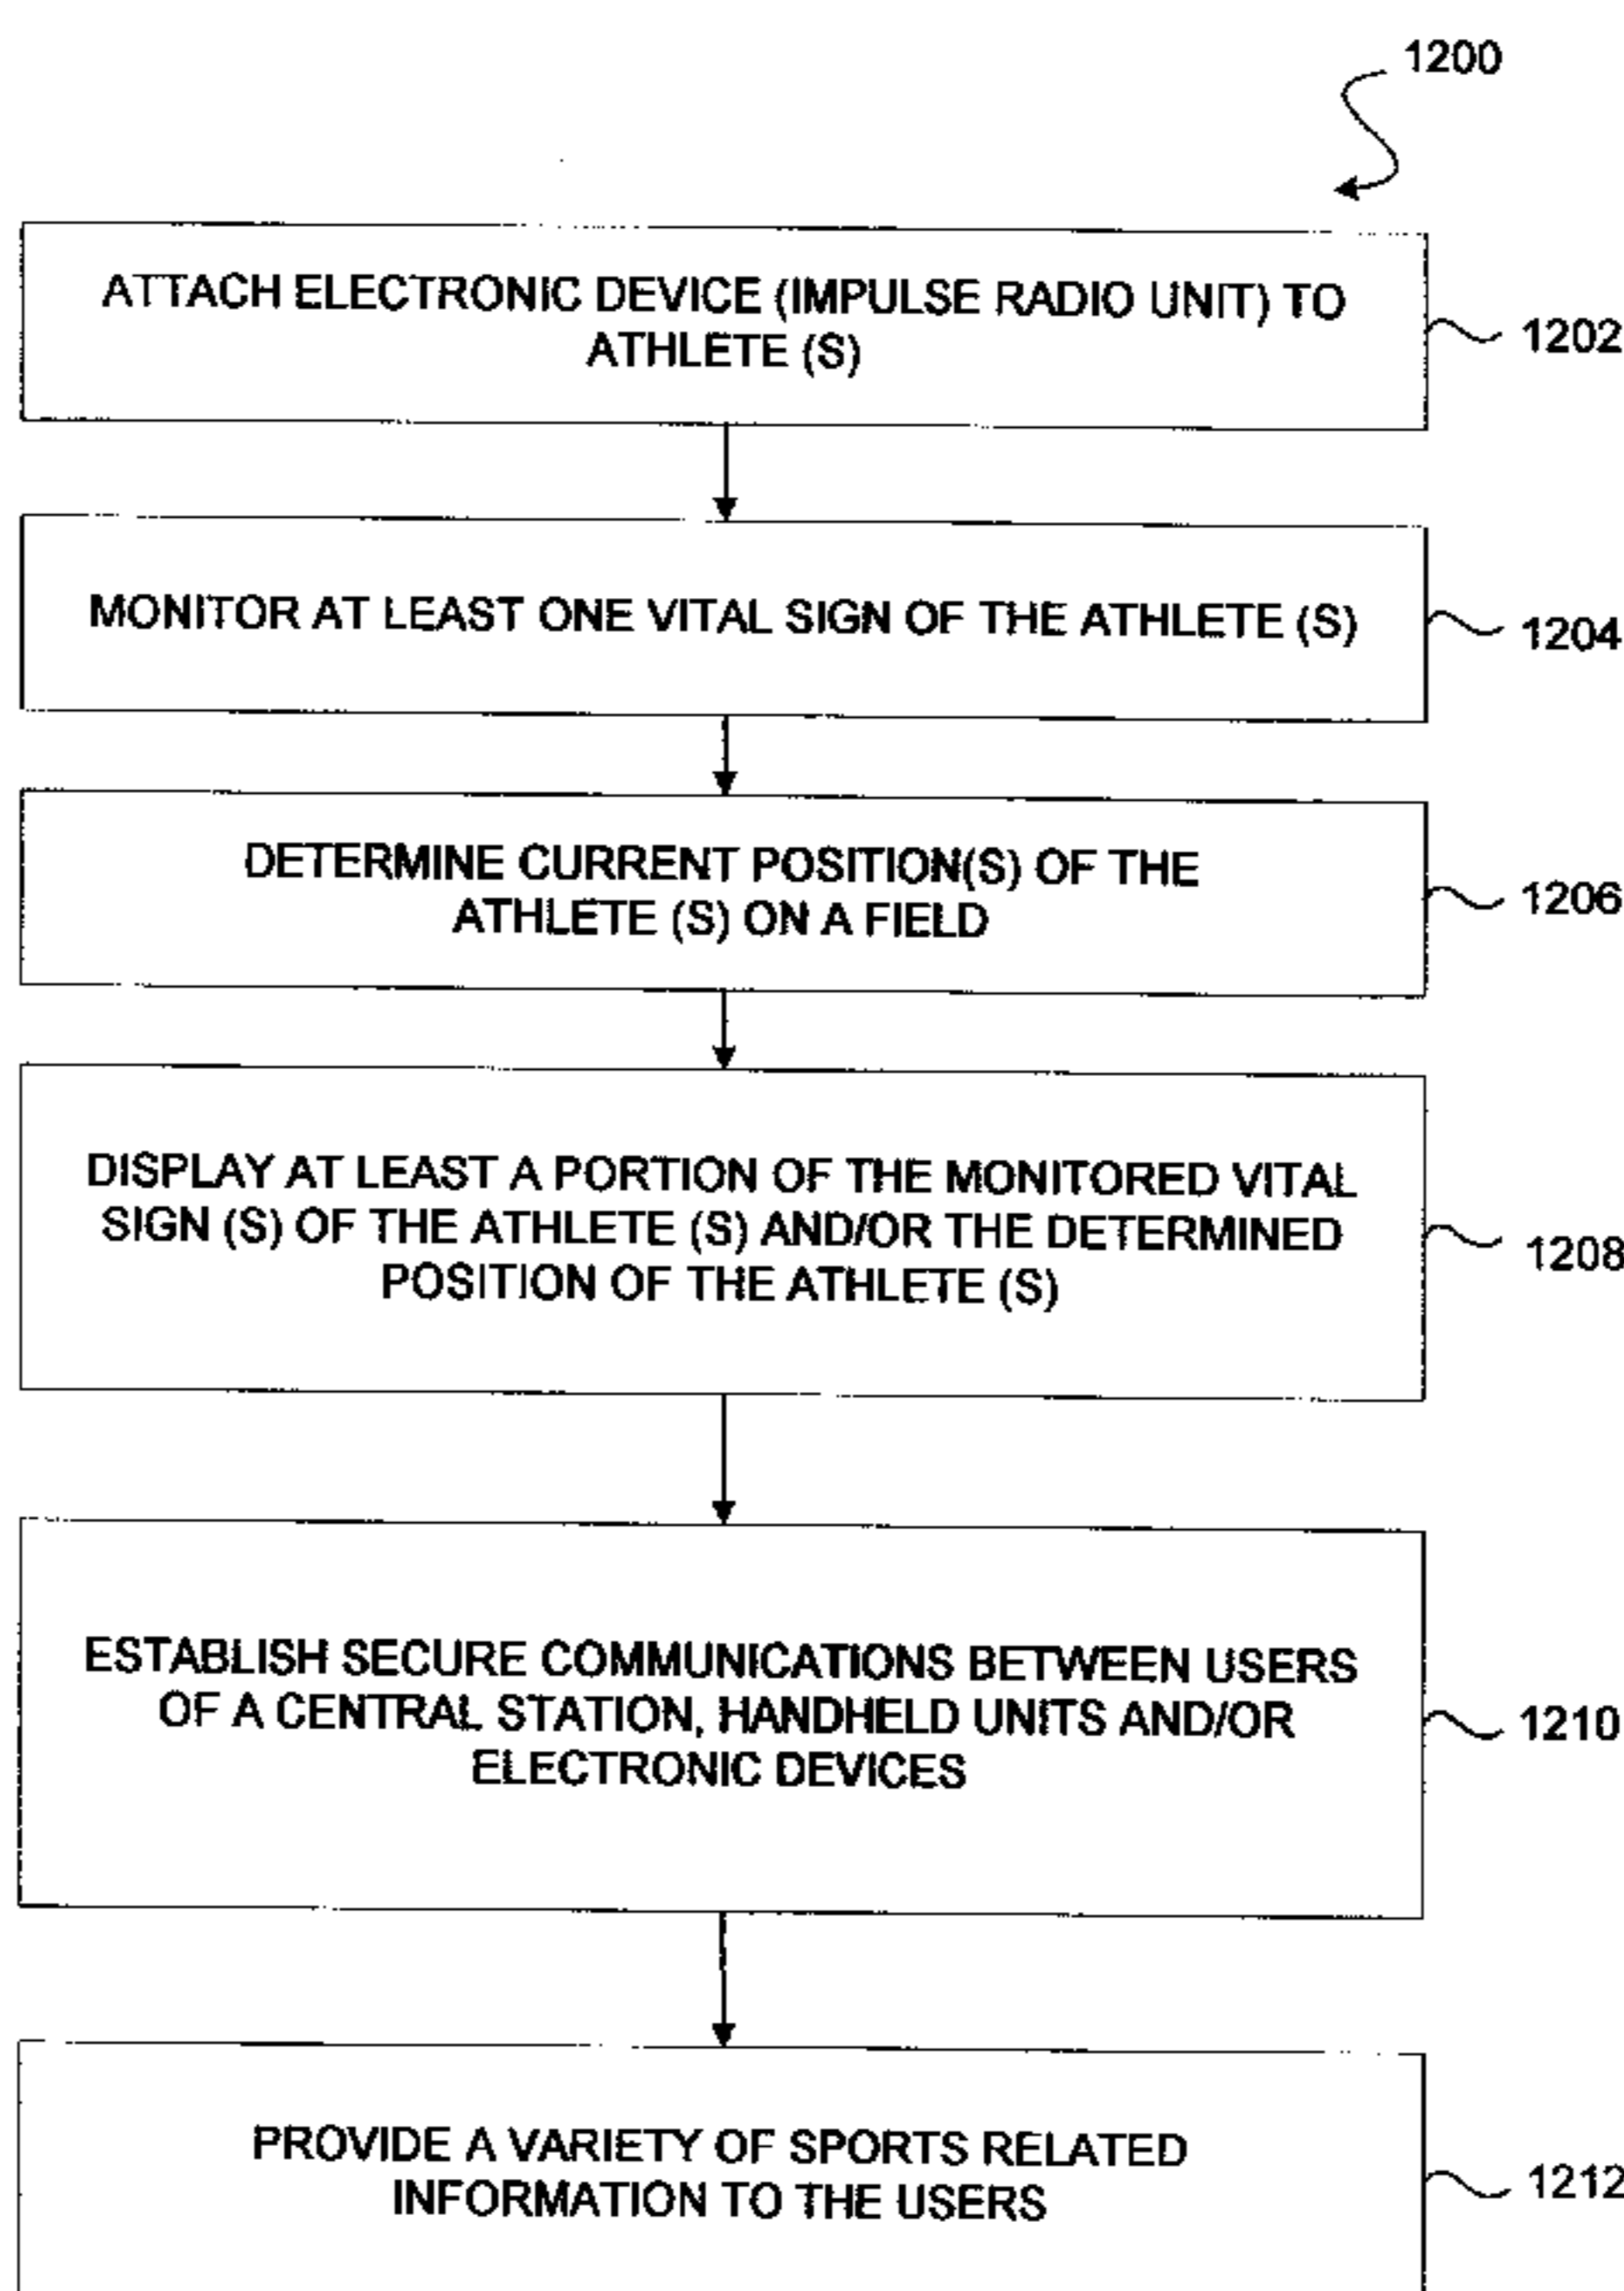 1200
ATTACH ELECTRONIC DEVICE (IMPULSE RADIO UNIT) TO
ATHLETE (S)
1202
MONITOR AT LEAST ONE VITAL SIGN OF THE ATHLETE (S)
1204
DETERMINE CURRENT POSITION(S) OF THE
ATHLETE (S) ON A FIELD
1206
DISPLAY AT LEAST A PORTION OF THE MONITORED VITAL
SIGN (S) OF THE ATHLETE (S) AND/OR THE DETERMINED
POSITION OF THE ATHLETE (S)
1208
ESTABLISH SECURE COMMUNICATIONS BETWEEN USERS
OF A CENTRAL STATION, HANDHELD UNITS AND/OR
ELECTRONIC DEVICES
1210
PROVIDE A VARIETY OF SPORTS RELATED
INFORMATION TO THE USERS
1212